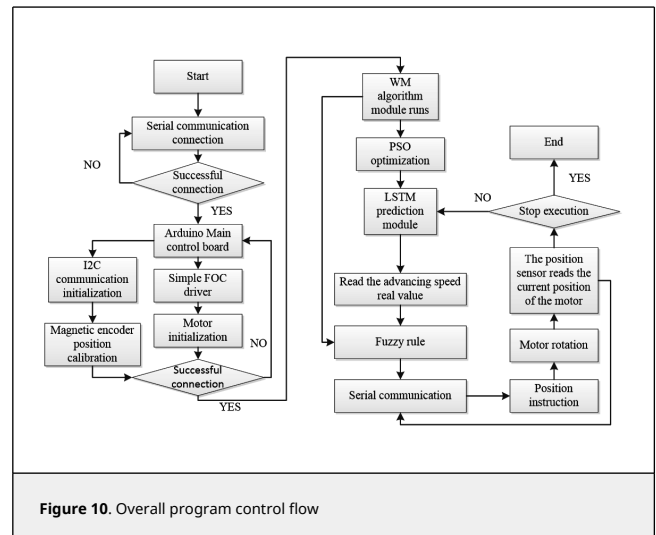 Start
Serial communication
connection
NO
Successful
connection
YES
Arduino Main
control board
I2C
communication
initialization
Simple FOC
driver
Magnetic encoder
position
calibration
Motor
initialization
NO
Successful
connection
YES
WM
algorithm
module runs
PSO
optimization
LSTM
prediction
module
Read the advancing speed
real value
Fuzzy rule
Serial communication
End
YES
NO
Stop execution
The position
sensor reads the
current position
of the motor
Motor rotation
Position
instruction
Figure 10. Overall program control flow